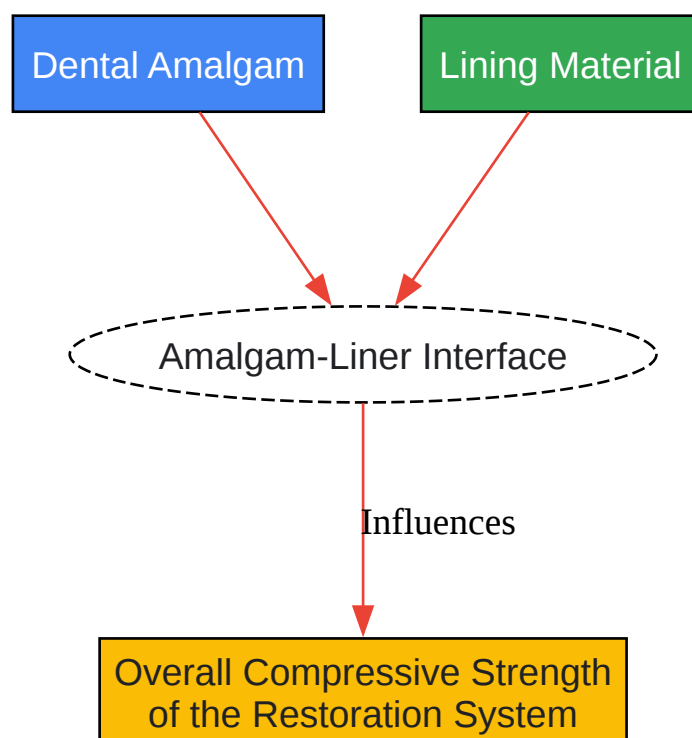 Dental Amalgam
Lining Material
Amalgam-Liner Interface
Influences
Overall Compressive Strength
of the Restoration System